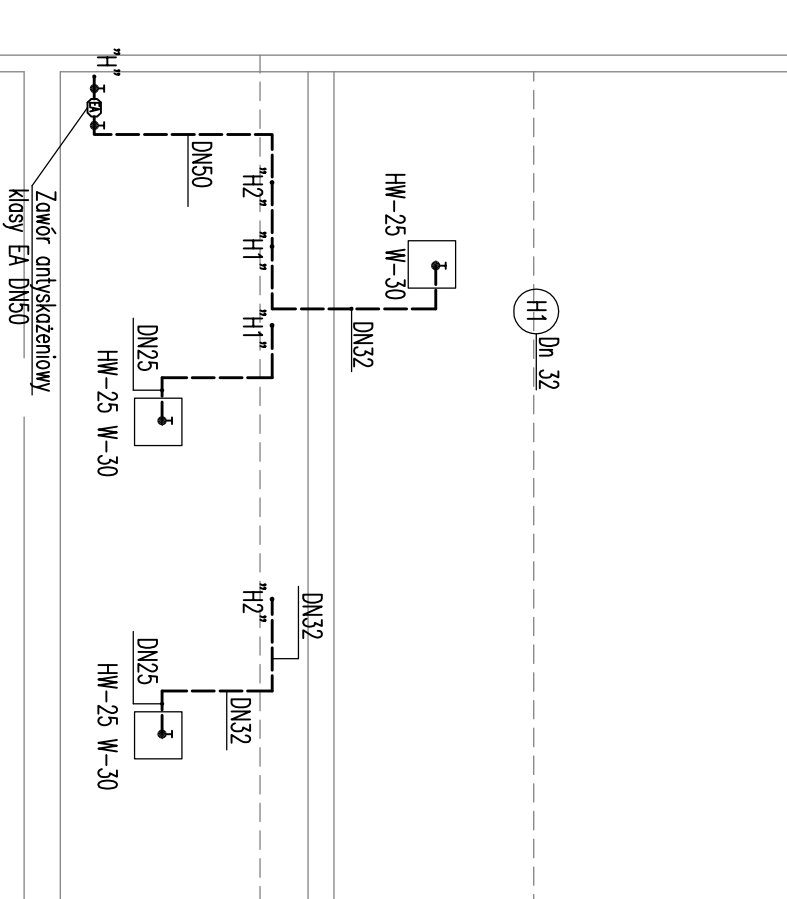 "H"
EA
Zawór antyskażeniowy
klasy EA DN50
DN50
"H2"
"H1"
"H1"
HW-25 W-30
DN32
H1
Dn 32
DN25
HW-25 W-30
"H2"
DN32
DN32
DN25
HW-25 W-30